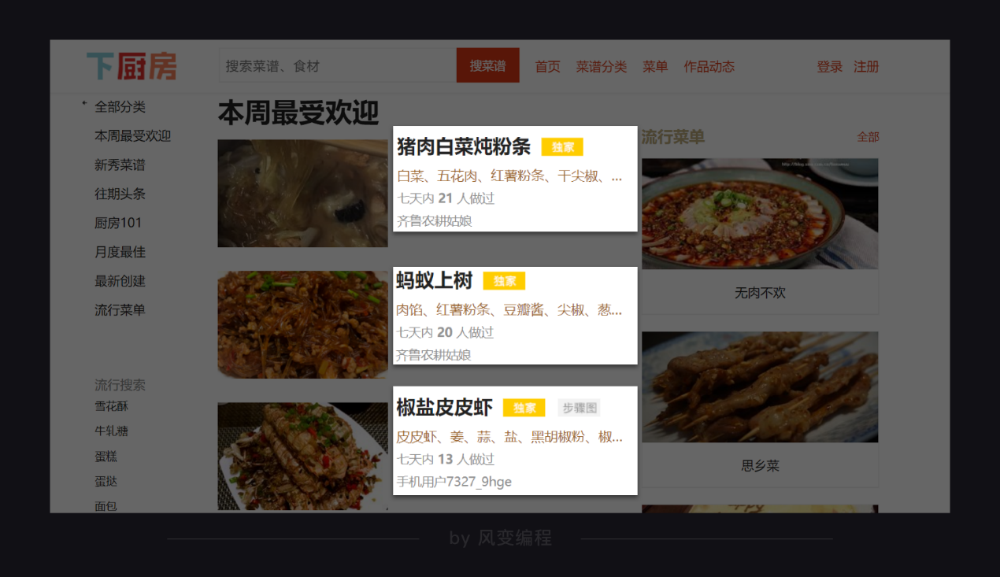 下厨房
搜索菜谱、食材
搜菜谱
首页 菜谱分类 菜单 作品动态
登录 注册
全部分类
本周最受欢迎
新秀菜谱
往期头条
厨房101
月度最佳
最新创建
流行菜单
流行搜索
雪花酥
牛轧糖
蛋糕
蛋挞
面包
本周最受欢迎
猪肉白菜炖粉条 独家
白菜、五花肉、红薯粉条、干尖椒、...
七天内 21 人做过
齐鲁农耕姑娘
蚂蚁上树 独家
肉馅、红薯粉条、豆瓣酱、尖椒、葱...
七天内 20 人做过
齐鲁农耕姑娘
椒盐皮皮虾 独家 步骤图
皮皮虾、姜、蒜、盐、黑胡椒粉、椒...
七天内 13 人做过
手机用户7327_9hge
流行菜单
全部
无肉不欢
思乡菜
by 风变编程